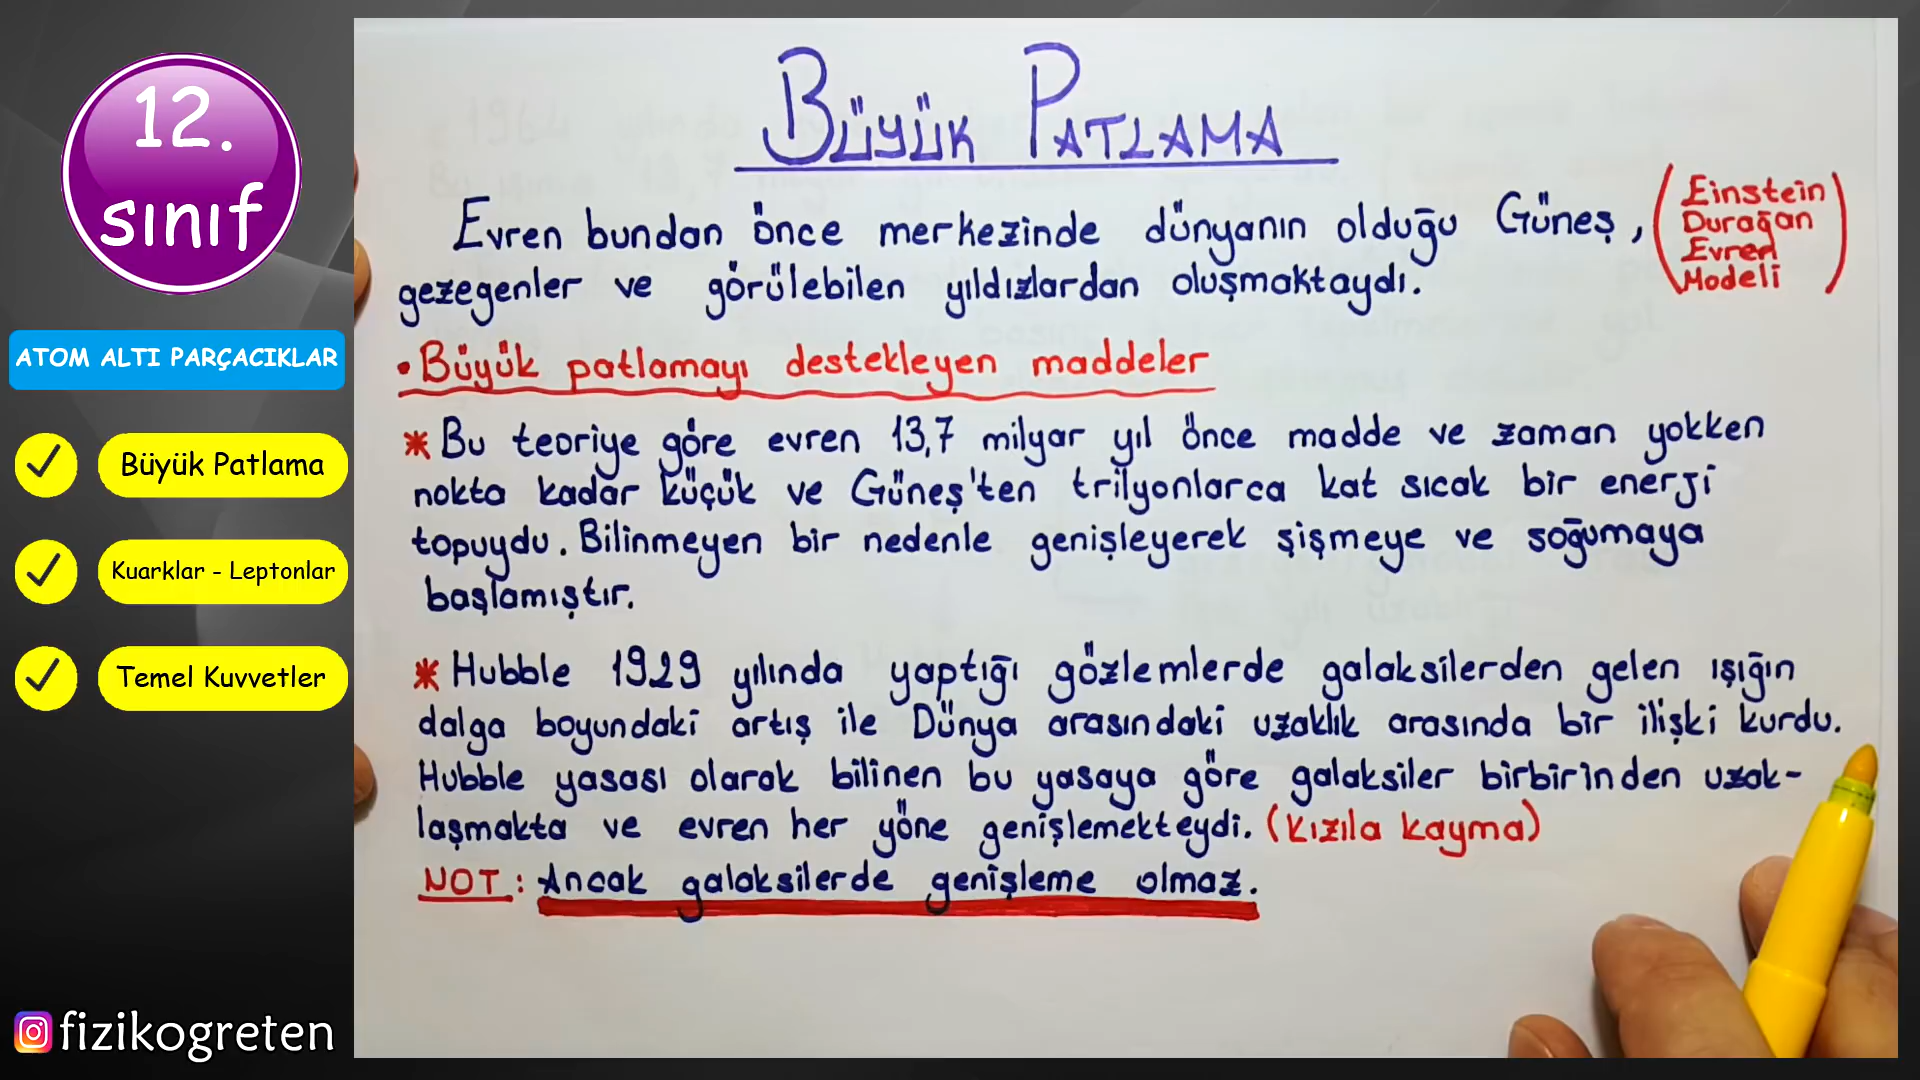 12.
sınıf
ATOM ALTI PARÇACIKLAR
Büyük Patlama
Kuarklar - Leptonlar
Temel Kuvvetler
fizikogreten
BÜYÜK PATLAMA
Evren bundan önce merkezinde dünyanın olduğu Güneş,
gezegenler ve görülebilen yıldızlardan oluşmaktaydı.
(Einstein
Durağan
Evren
Modeli)
• Büyük patlamayı destekleyen maddeler
* Bu teoriye göre evren 13,7 milyar yıl önce madde ve zaman yokken
nokta kadar küçük ve Güneş'ten trilyonlarca kat sıcak bir enerji
topuydu. Bilinmeyen bir nedenle genişleyerek şişmeye ve soğumaya
başlamıştır.
* Hubble 1929 yılında yaptığı gözlemlerde galaksilerden gelen ışığın
dalga boyundaki artış ile Dünya arasındaki uzaklık arasında bir ilişki kurdu.
Hubble yasası olarak bilinen bu yasaya göre galaksiler birbirinden uzak-
laşmakta ve evren her yöne genişlemekteydi. (Kızıla kayma)
NOT: Ancak galaksilerde genişleme olmaz.